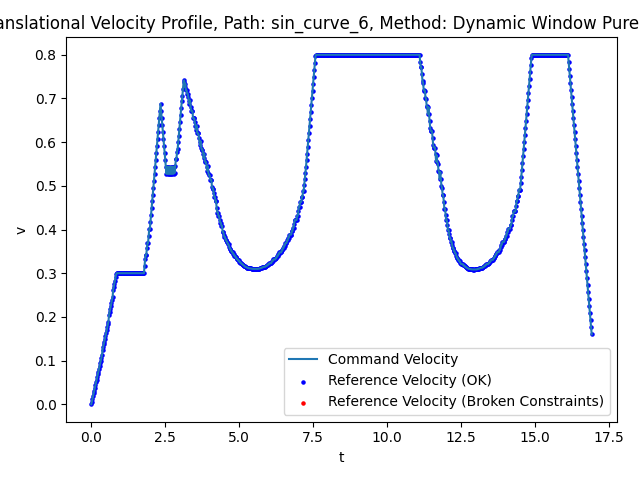 anslational Velocity Profile, Path: sin_curve_6, Method: Dynamic Window Pure
0.8
0.7
0.6
0.5
0.4
0.3
0.2
0.1
0.0
v
Command Velocity
Reference Velocity (OK)
Reference Velocity (Broken Constraints)
0.0 2.5 5.0 7.5 10.0 12.5 15.0 17.5
t